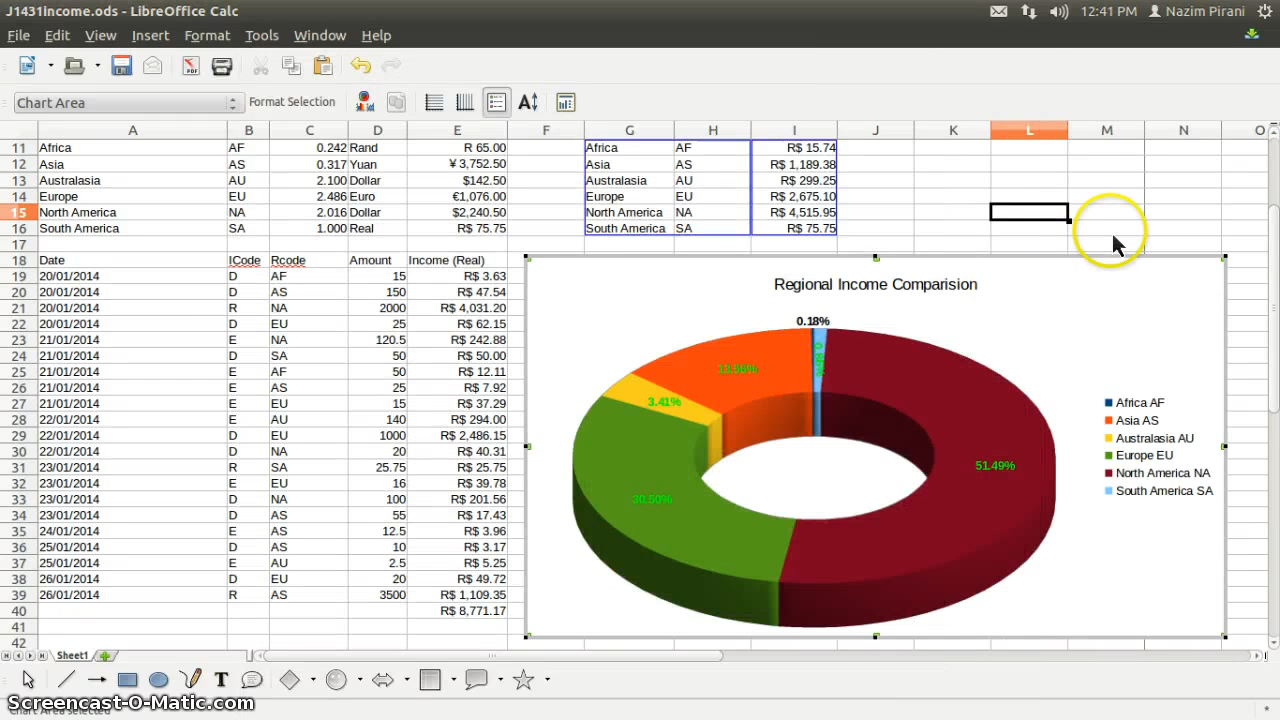 J1431income.ods - LibreOffice Calc
12:41 PM Nazim Pirani
File Edit View Insert Format Tools Window Help
Chart Area Format Selection
A B C D E F G H I J K L M N O
11 Africa AF 0.242 Rand R 65.00 Africa AF R$ 15.74
12 Asia AS 0.317 Yuan ¥ 3,752.50 Asia AS R$ 1,189.38
13 Australasia AU 2.100 Dollar $142.50 Australasia AU R$ 299.25
14 Europe EU 2.486 Euro €1,076.00 Europe EU R$ 2,675.10
15 North America NA 2.016 Dollar $2,240.50 North America NA R$ 4,515.95
16 South America SA 1.000 Real R$ 75.75 South America SA R$ 75.75
17
18 Date ICode Rcode Amount Income (Real)
19 20/01/2014 D AF 15 R$ 3.63
20 20/01/2014 D AS 150 R$ 47.54
21 20/01/2014 R NA 2000 R$ 4,031.20
22 20/01/2014 D EU 25 R$ 62.15
23 21/01/2014 E NA 120.5 R$ 242.88
24 21/01/2014 D SA 50 R$ 50.00
25 21/01/2014 E AF 50 R$ 12.11
26 21/01/2014 E AS 25 R$ 7.92
27 21/01/2014 E EU 15 R$ 37.29
28 22/01/2014 E AU 140 R$ 294.00
29 22/01/2014 D EU 1000 R$ 2,486.15
30 22/01/2014 D NA 20 R$ 40.31
31 23/01/2014 R SA 25.75 R$ 25.75
32 23/01/2014 E EU 16 R$ 39.78
33 23/01/2014 D NA 100 R$ 201.56
34 23/01/2014 D AS 55 R$ 17.43
35 24/01/2014 E AS 12.5 R$ 3.96
36 25/01/2014 D AS 10 R$ 3.17
37 25/01/2014 E AU 2.5 R$ 5.25
38 26/01/2014 D EU 20 R$ 49.72
39 26/01/2014 R AS 3500 R$ 1,109.35
40 R$ 8,771.17
41
42
Regional Income Comparision
0.18%
13.56%
3.41%
51.49%
30.50%
Africa AF
Asia AS
Australasia AU
Europe EU
North America NA
South America SA
Sheet1
Screencast-O-Matic.com